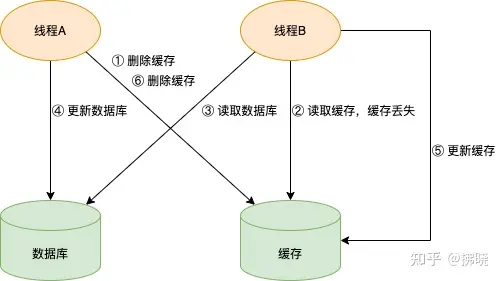 线程A
线程B
① 删除缓存
⑥ 删除缓存
④ 更新数据库
③ 读取数据库
② 读取缓存，缓存丢失
⑤ 更新缓存
数据库
缓存
知乎 @拂晓